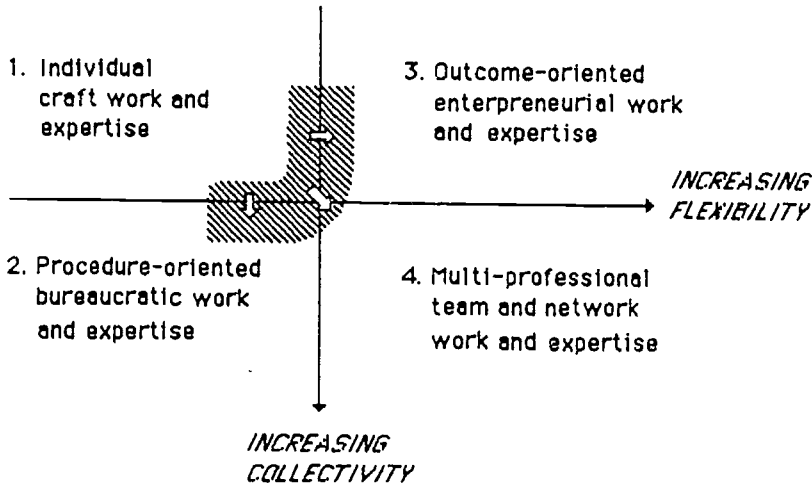 1. Individual
craft work and
expertise
3. Outcome-oriented
enterpreneurial work
and expertise
INCREASING
FLEXIBILITY
2. Procedure-oriented
bureaucratic work
and expertise
4. Multi-professional
team and network
work and expertise
INCREASING
COLLECTIVITY